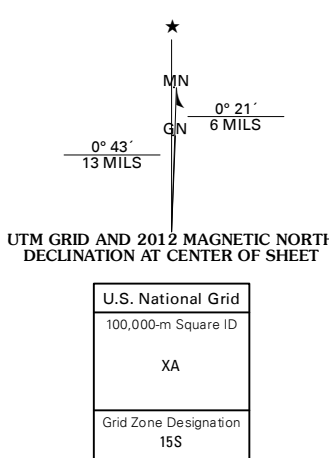 ★
MN
GN
0° 21´
6 MILS
0° 43´
13 MILS
UTM GRID AND 2012 MAGNETIC NORTH
DECLINATION AT CENTER OF SHEET
U.S. National Grid
100,000-m Square ID
XA
Grid Zone Designation
15S